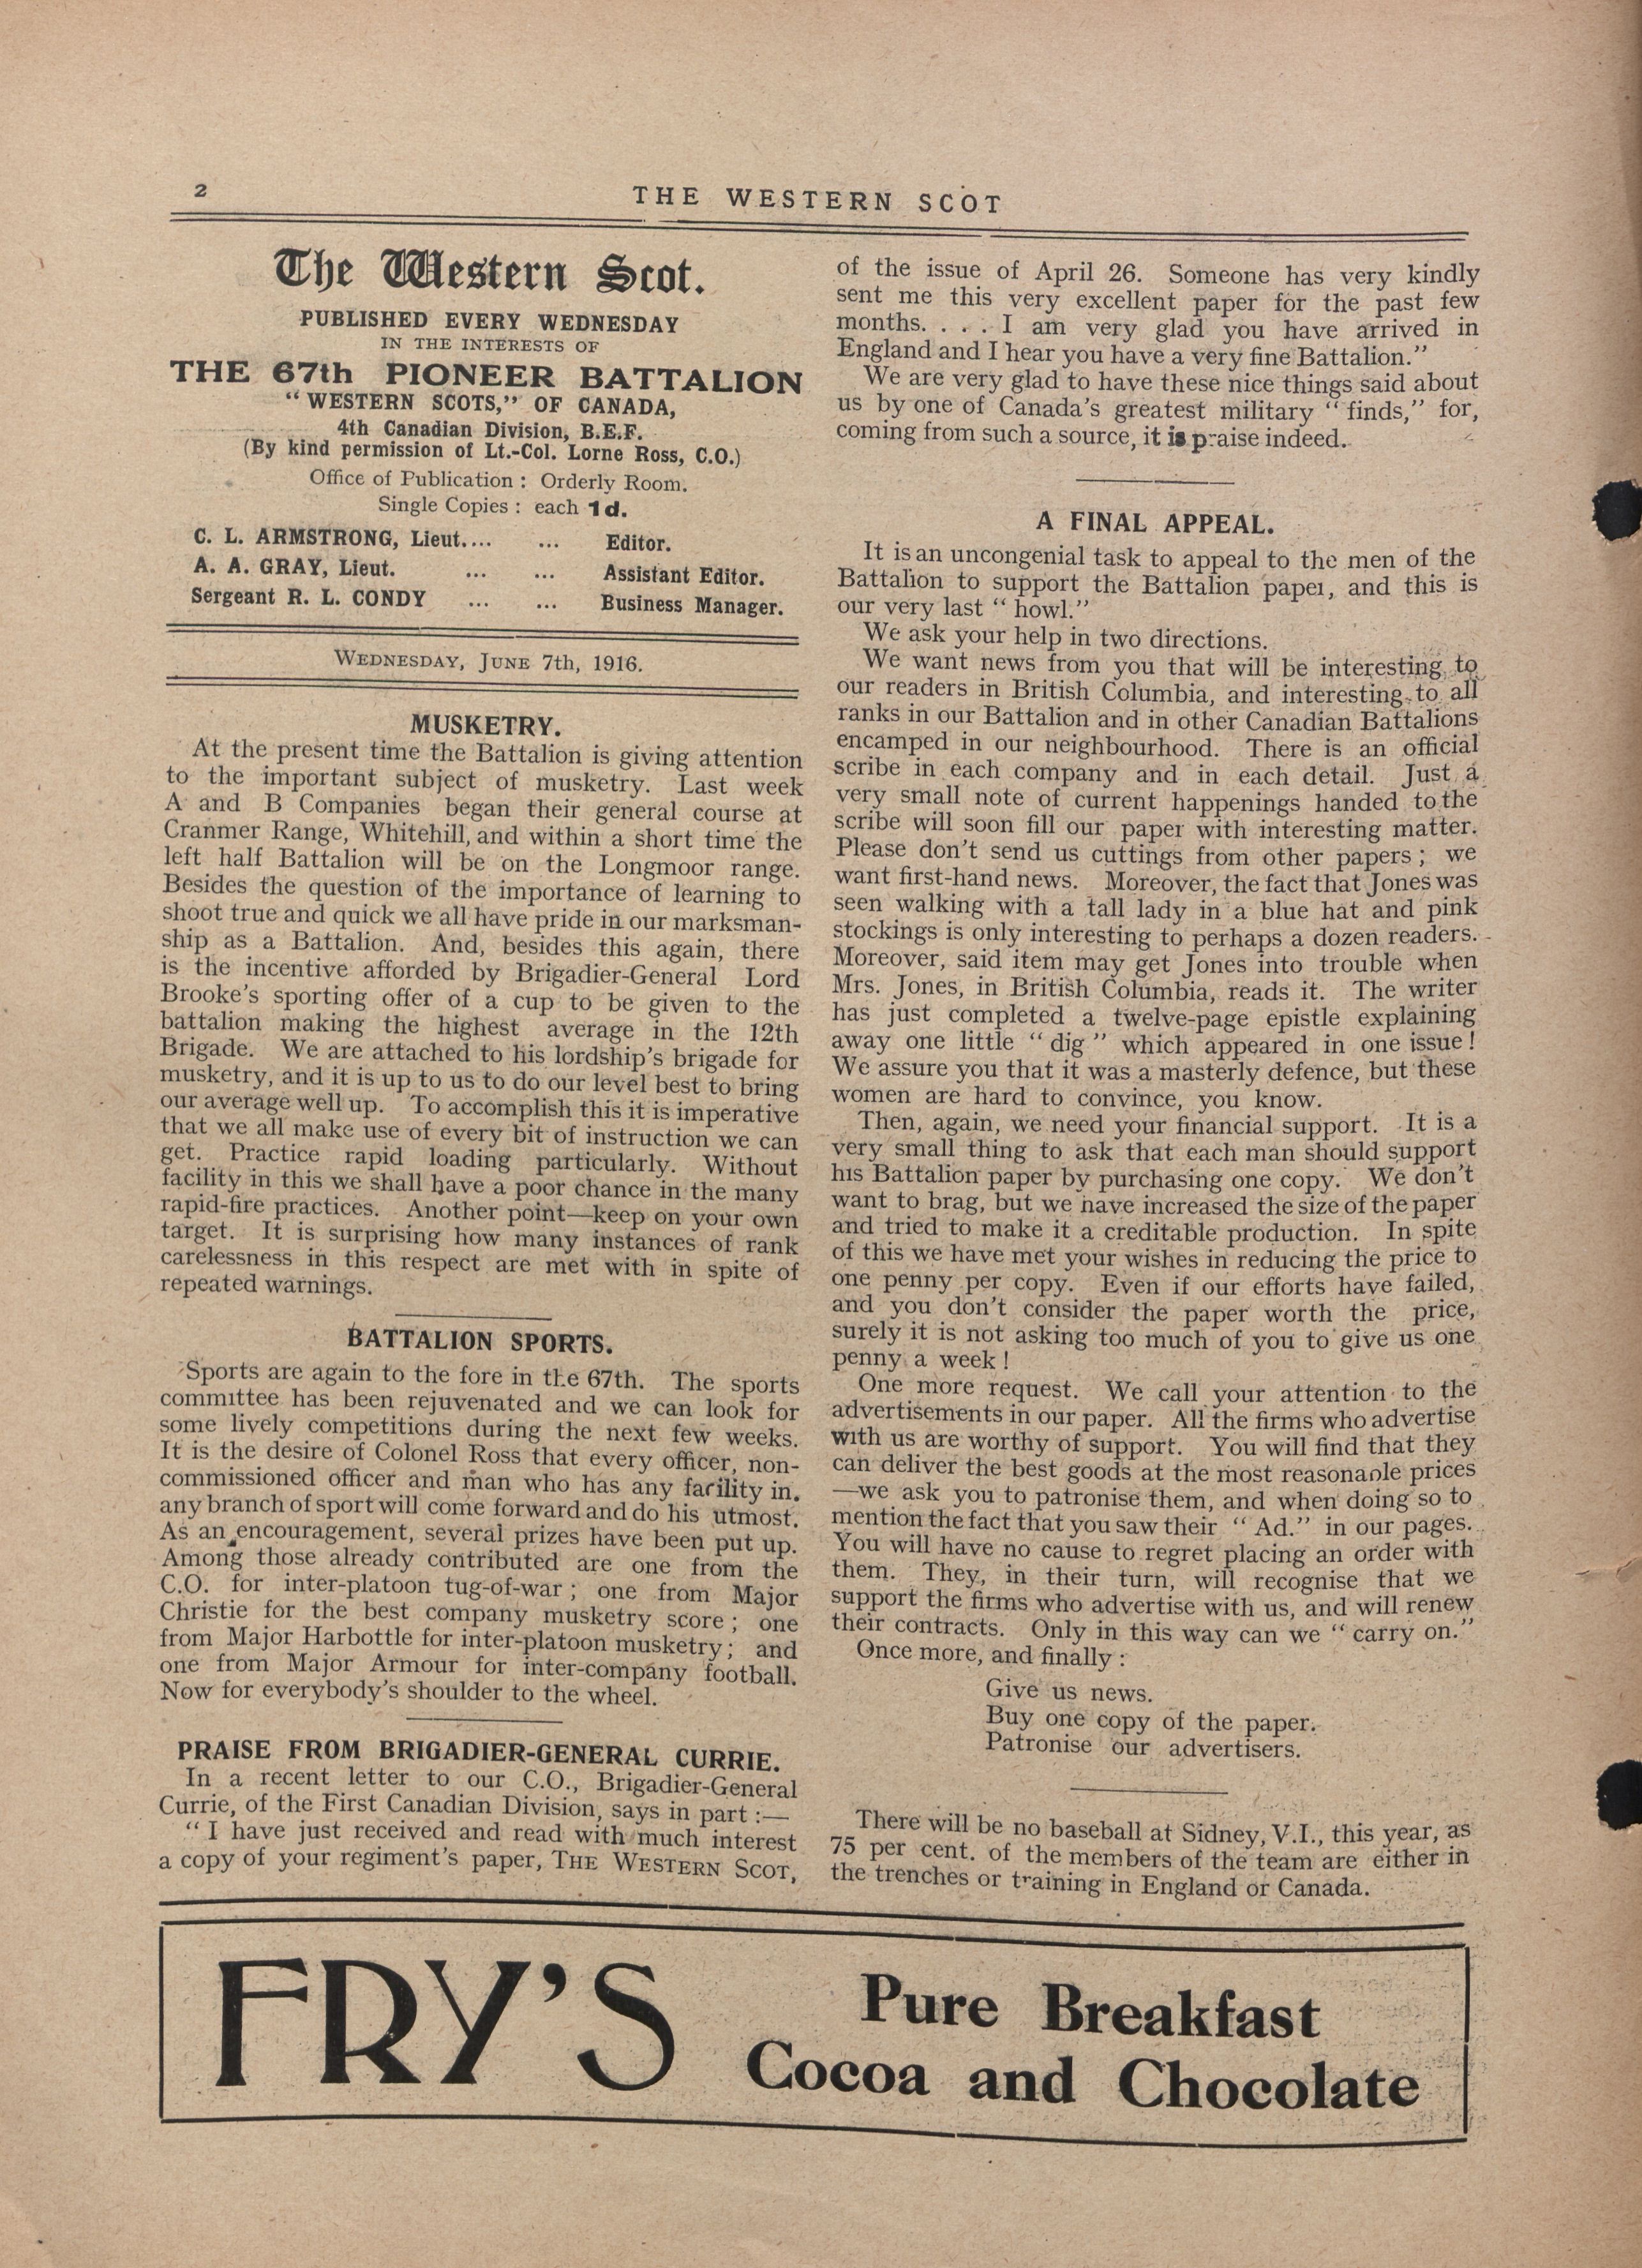 2
THE WESTERN SCOT
The Western Scot.
PUBLISHED EVERY WEDNESDAY
IN THE INTERESTS OF
THE 67th PIONEER BATTALION
"WESTERN SCOTS," OF CANADA,
4th Canadian Division, B.E.F.
(By kind permission of Lt.-Col. Lorne Ross, C.O.)
Office of Publication : Orderly Room.
Single Copies : each 1d.
C. L. ARMSTRONG, Lieut.... ... Editor.
A. A. GRAY, Lieut. ... ... Assistant Editor.
Sergeant R. L. CONDY ... ... Business Manager.
WEDNESDAY, JUNE 7th, 1916.
MUSKETRY.
At the present time the Battalion is giving attention
to the important subject of musketry. Last week
A and B Companies began their general course at
Cranmer Range, Whitehill, and within a short time the
left half Battalion will be on the Longmoor range.
Besides the question of the importance of learning to
shoot true and quick we all have pride in our marksman-
ship as a Battalion. And, besides this again, there
is the incentive afforded by Brigadier-General Lord
Brooke's sporting offer of a cup to be given to the
battalion making the highest average in the 12th
Brigade. We are attached to his lordship's brigade for
musketry, and it is up to us to do our level best to bring
our average well up. To accomplish this it is imperative
that we all make use of every bit of instruction we can
get. Practice rapid loading particularly. Without
facility in this we shall have a poor chance in the many
rapid-fire practices. Another point—keep on your own
target. It is surprising how many instances of rank
carelessness in this respect are met with in spite of
repeated warnings.
BATTALION SPORTS.
Sports are again to the fore in the 67th. The sports
committee has been rejuvenated and we can look for
some lively competitions during the next few weeks.
It is the desire of Colonel Ross that every officer, non-
commissioned officer and man who has any facility in
any branch of sport will come forward and do his utmost.
As an encouragement, several prizes have been put up.
Among those already contributed are one from the
C.O. for inter-platoon tug-of-war ; one from Major
Christie for the best company musketry score ; one
from Major Harbottle for inter-platoon musketry ; and
one from Major Armour for inter-company football.
Now for everybody's shoulder to the wheel.
PRAISE FROM BRIGADIER-GENERAL CURRIE.
In a recent letter to our C.O., Brigadier-General
Currie, of the First Canadian Division, says in part :—
"I have just received and read with much interest
a copy of your regiment's paper, THE WESTERN SCOT,
of the issue of April 26. Someone has very kindly
sent me this very excellent paper for the past few
months. . . . I am very glad you have arrived in
England and I hear you have a very fine Battalion."
We are very glad to have these nice things said about
us by one of Canada's greatest military "finds," for,
coming from such a source, it is praise indeed.
A FINAL APPEAL.
It is an uncongenial task to appeal to the men of the
Battalion to support the Battalion paper, and this is
our very last "howl."
We ask your help in two directions.
We want news from you that will be interesting to
our readers in British Columbia, and interesting to all
ranks in our Battalion and in other Canadian Battalions
encamped in our neighbourhood. There is an official
scribe in each company and in each detail. Just a
very small note of current happenings handed to the
scribe will soon fill our paper with interesting matter.
Please don't send us cuttings from other papers ; we
want first-hand news. Moreover, the fact that Jones was
seen walking with a tall lady in a blue hat and pink
stockings is only interesting to perhaps a dozen readers.
Moreover, said item may get Jones into trouble when
Mrs. Jones, in British Columbia, reads it. The writer
has just completed a twelve-page epistle explaining
away one little "dig" which appeared in one issue !
We assure you that it was a masterly defence, but these
women are hard to convince, you know.
Then, again, we need your financial support. It is a
very small thing to ask that each man should support
his Battalion paper by purchasing one copy. We don't
want to brag, but we have increased the size of the paper
and tried to make it a creditable production. In spite
of this we have met your wishes in reducing the price to
one penny per copy. Even if our efforts have failed,
and you don't consider the paper worth the price,
surely it is not asking too much of you to give us one
penny a week !
One more request. We call your attention to the
advertisements in our paper. All the firms who advertise
with us are worthy of support. You will find that they
can deliver the best goods at the most reasonable prices
—we ask you to patronise them, and when doing so to
mention the fact that you saw their "Ad." in our pages.
You will have no cause to regret placing an order with
them. They, in their turn, will recognise that we
support the firms who advertise with us, and will renew
their contracts. Only in this way can we "carry on."
Once more, and finally :
Give us news.
Buy one copy of the paper.
Patronise our advertisers.
There will be no baseball at Sidney, V.I., this year, as
75 per cent. of the members of the team are either in
the trenches or training in England or Canada.
FRY'S
Pure Breakfast
Cocoa and Chocolate